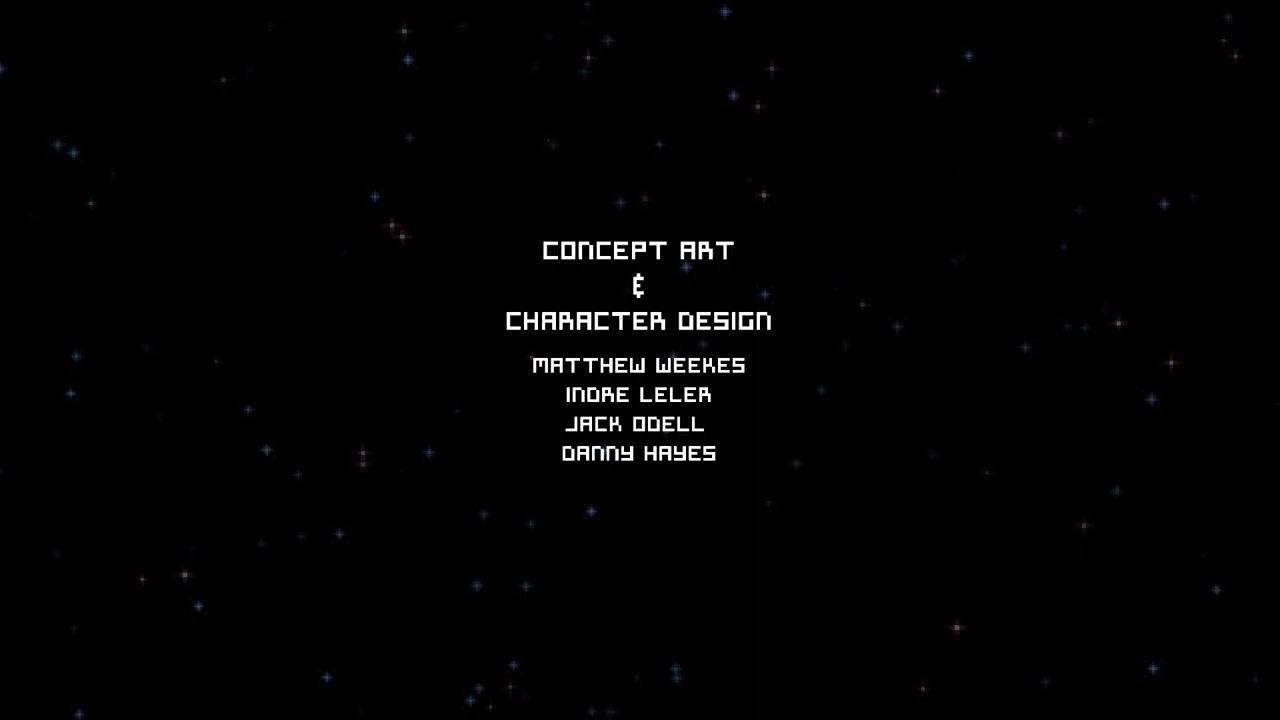 CONCEPT ART
&
CHARACTER DESIGN
MATTHEW WEEKES
INDRE LELER
JACK ODELL
DANNY HAYES